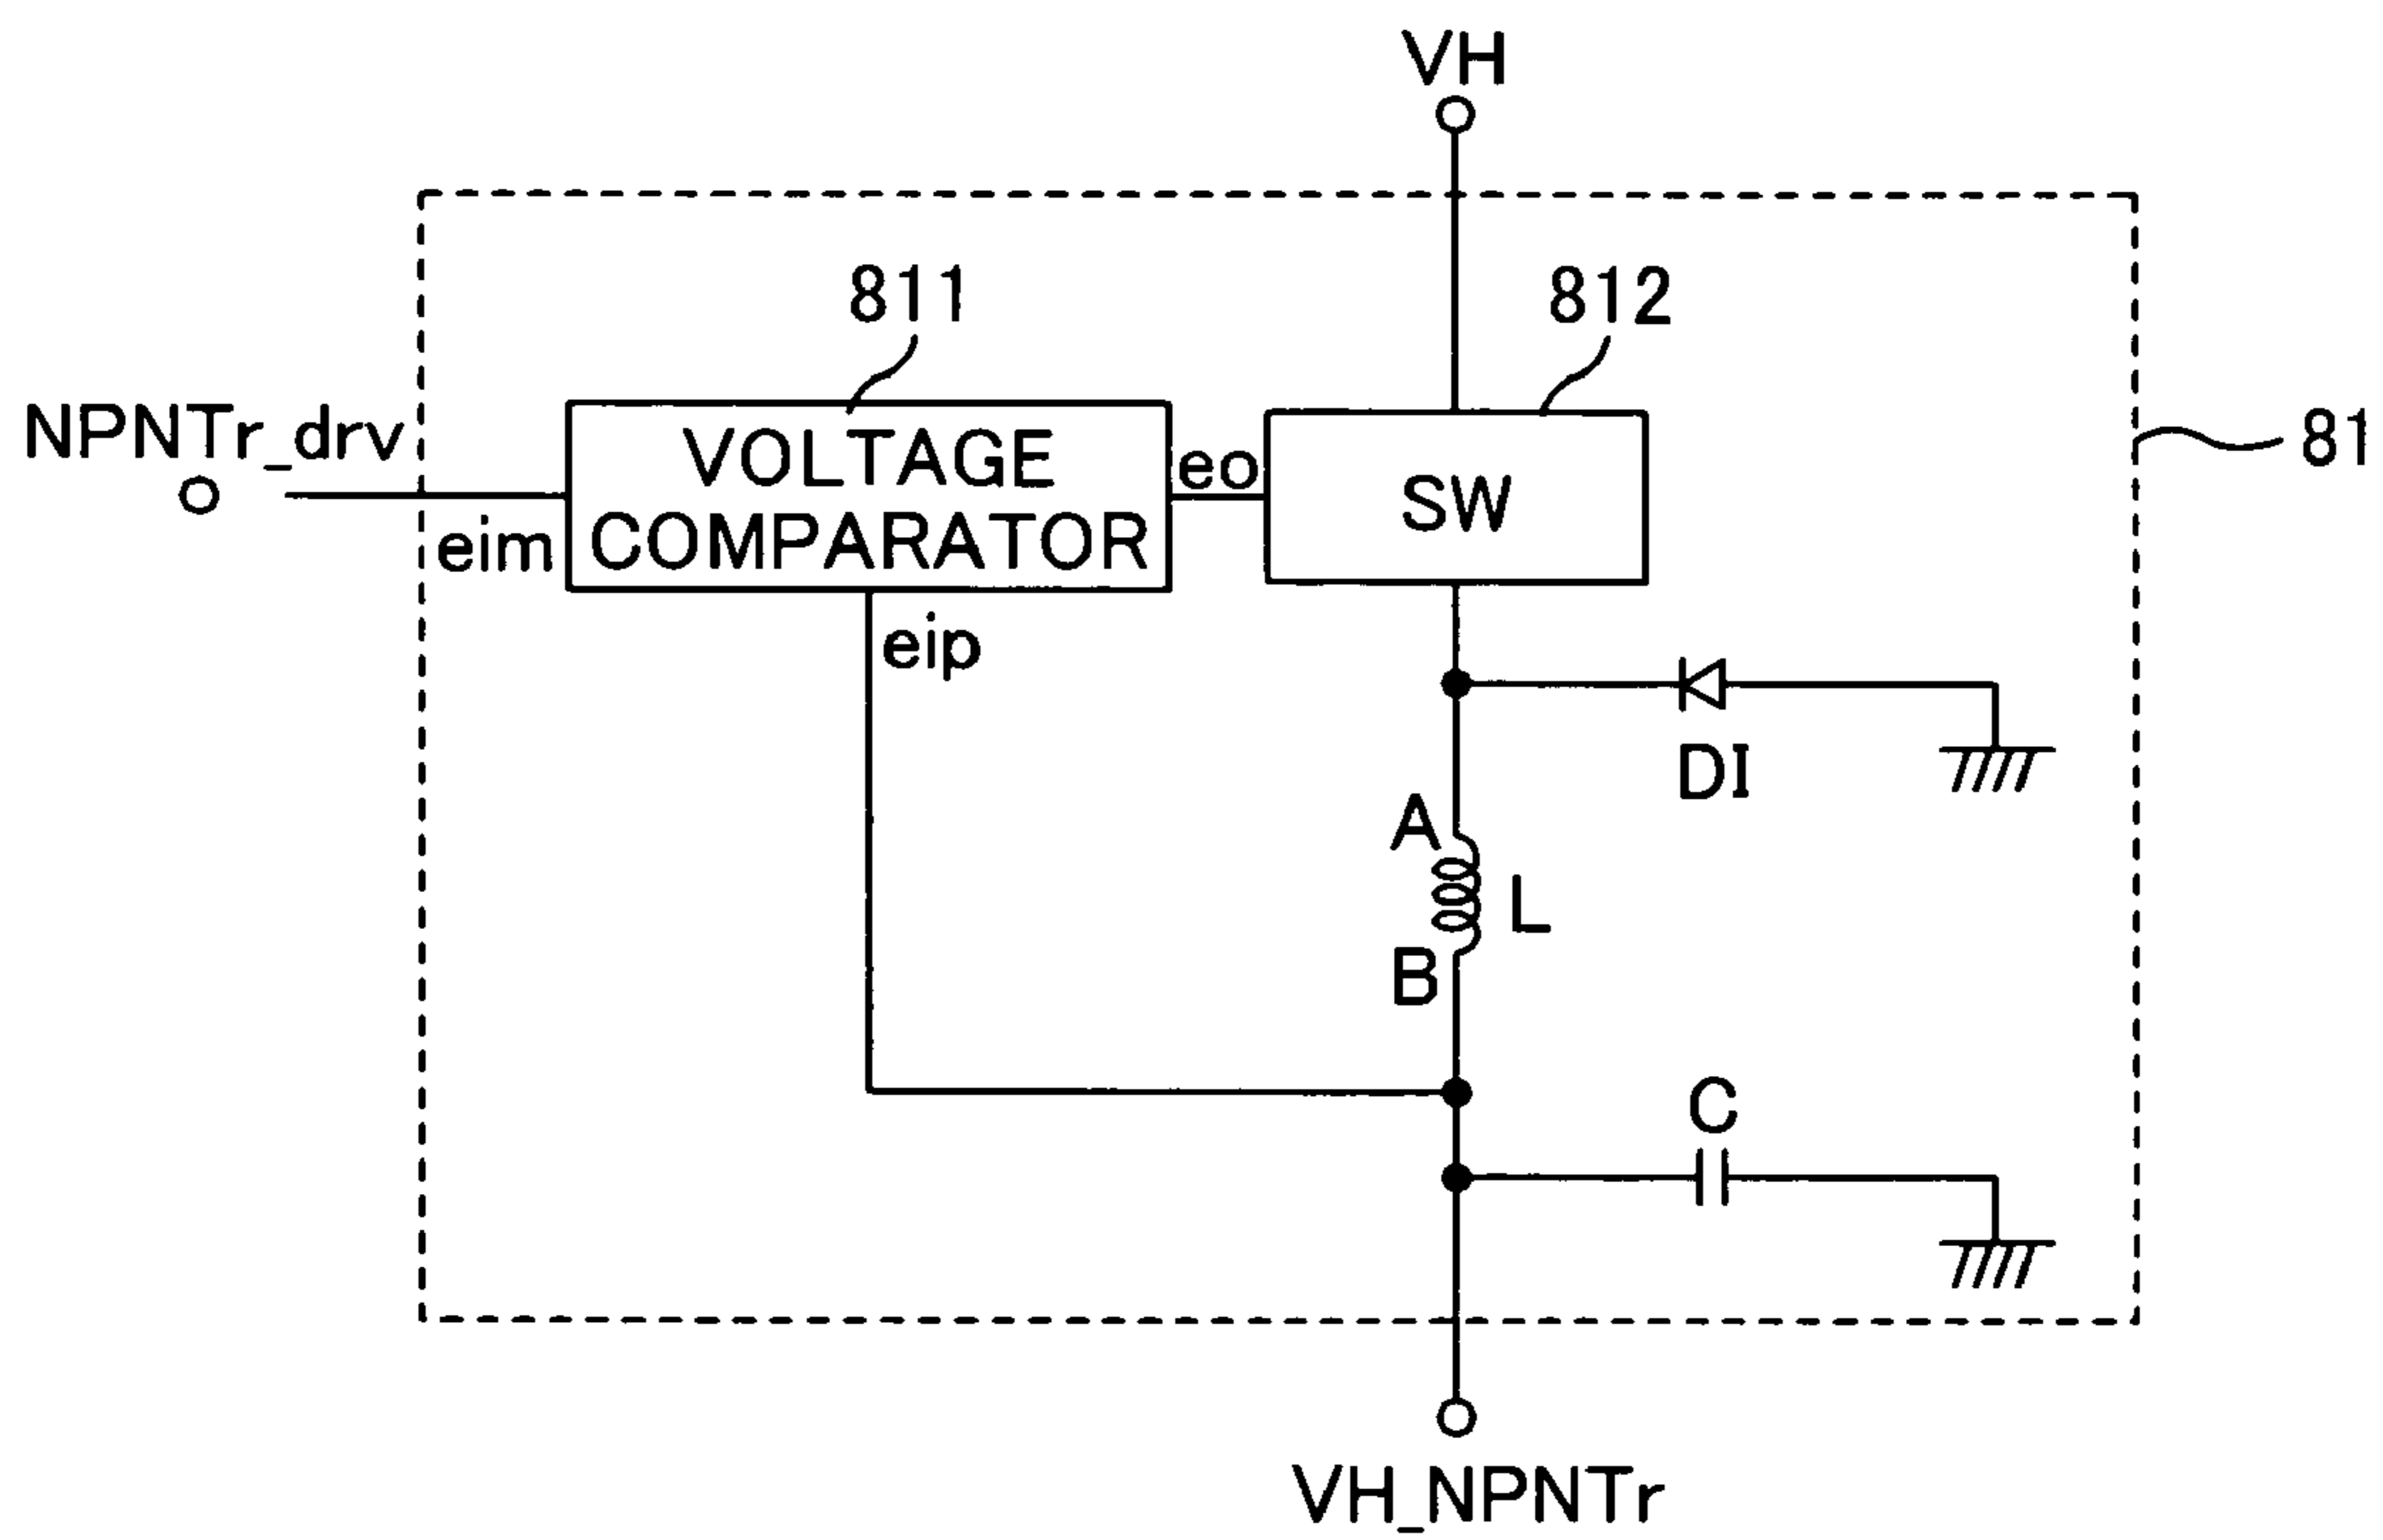 VH
811
812
NPNTr_drv
VOLTAGE
COMPARATOR
eo
SW
81
eim
eip
DI
A
L
B
C
VH_NPNTr